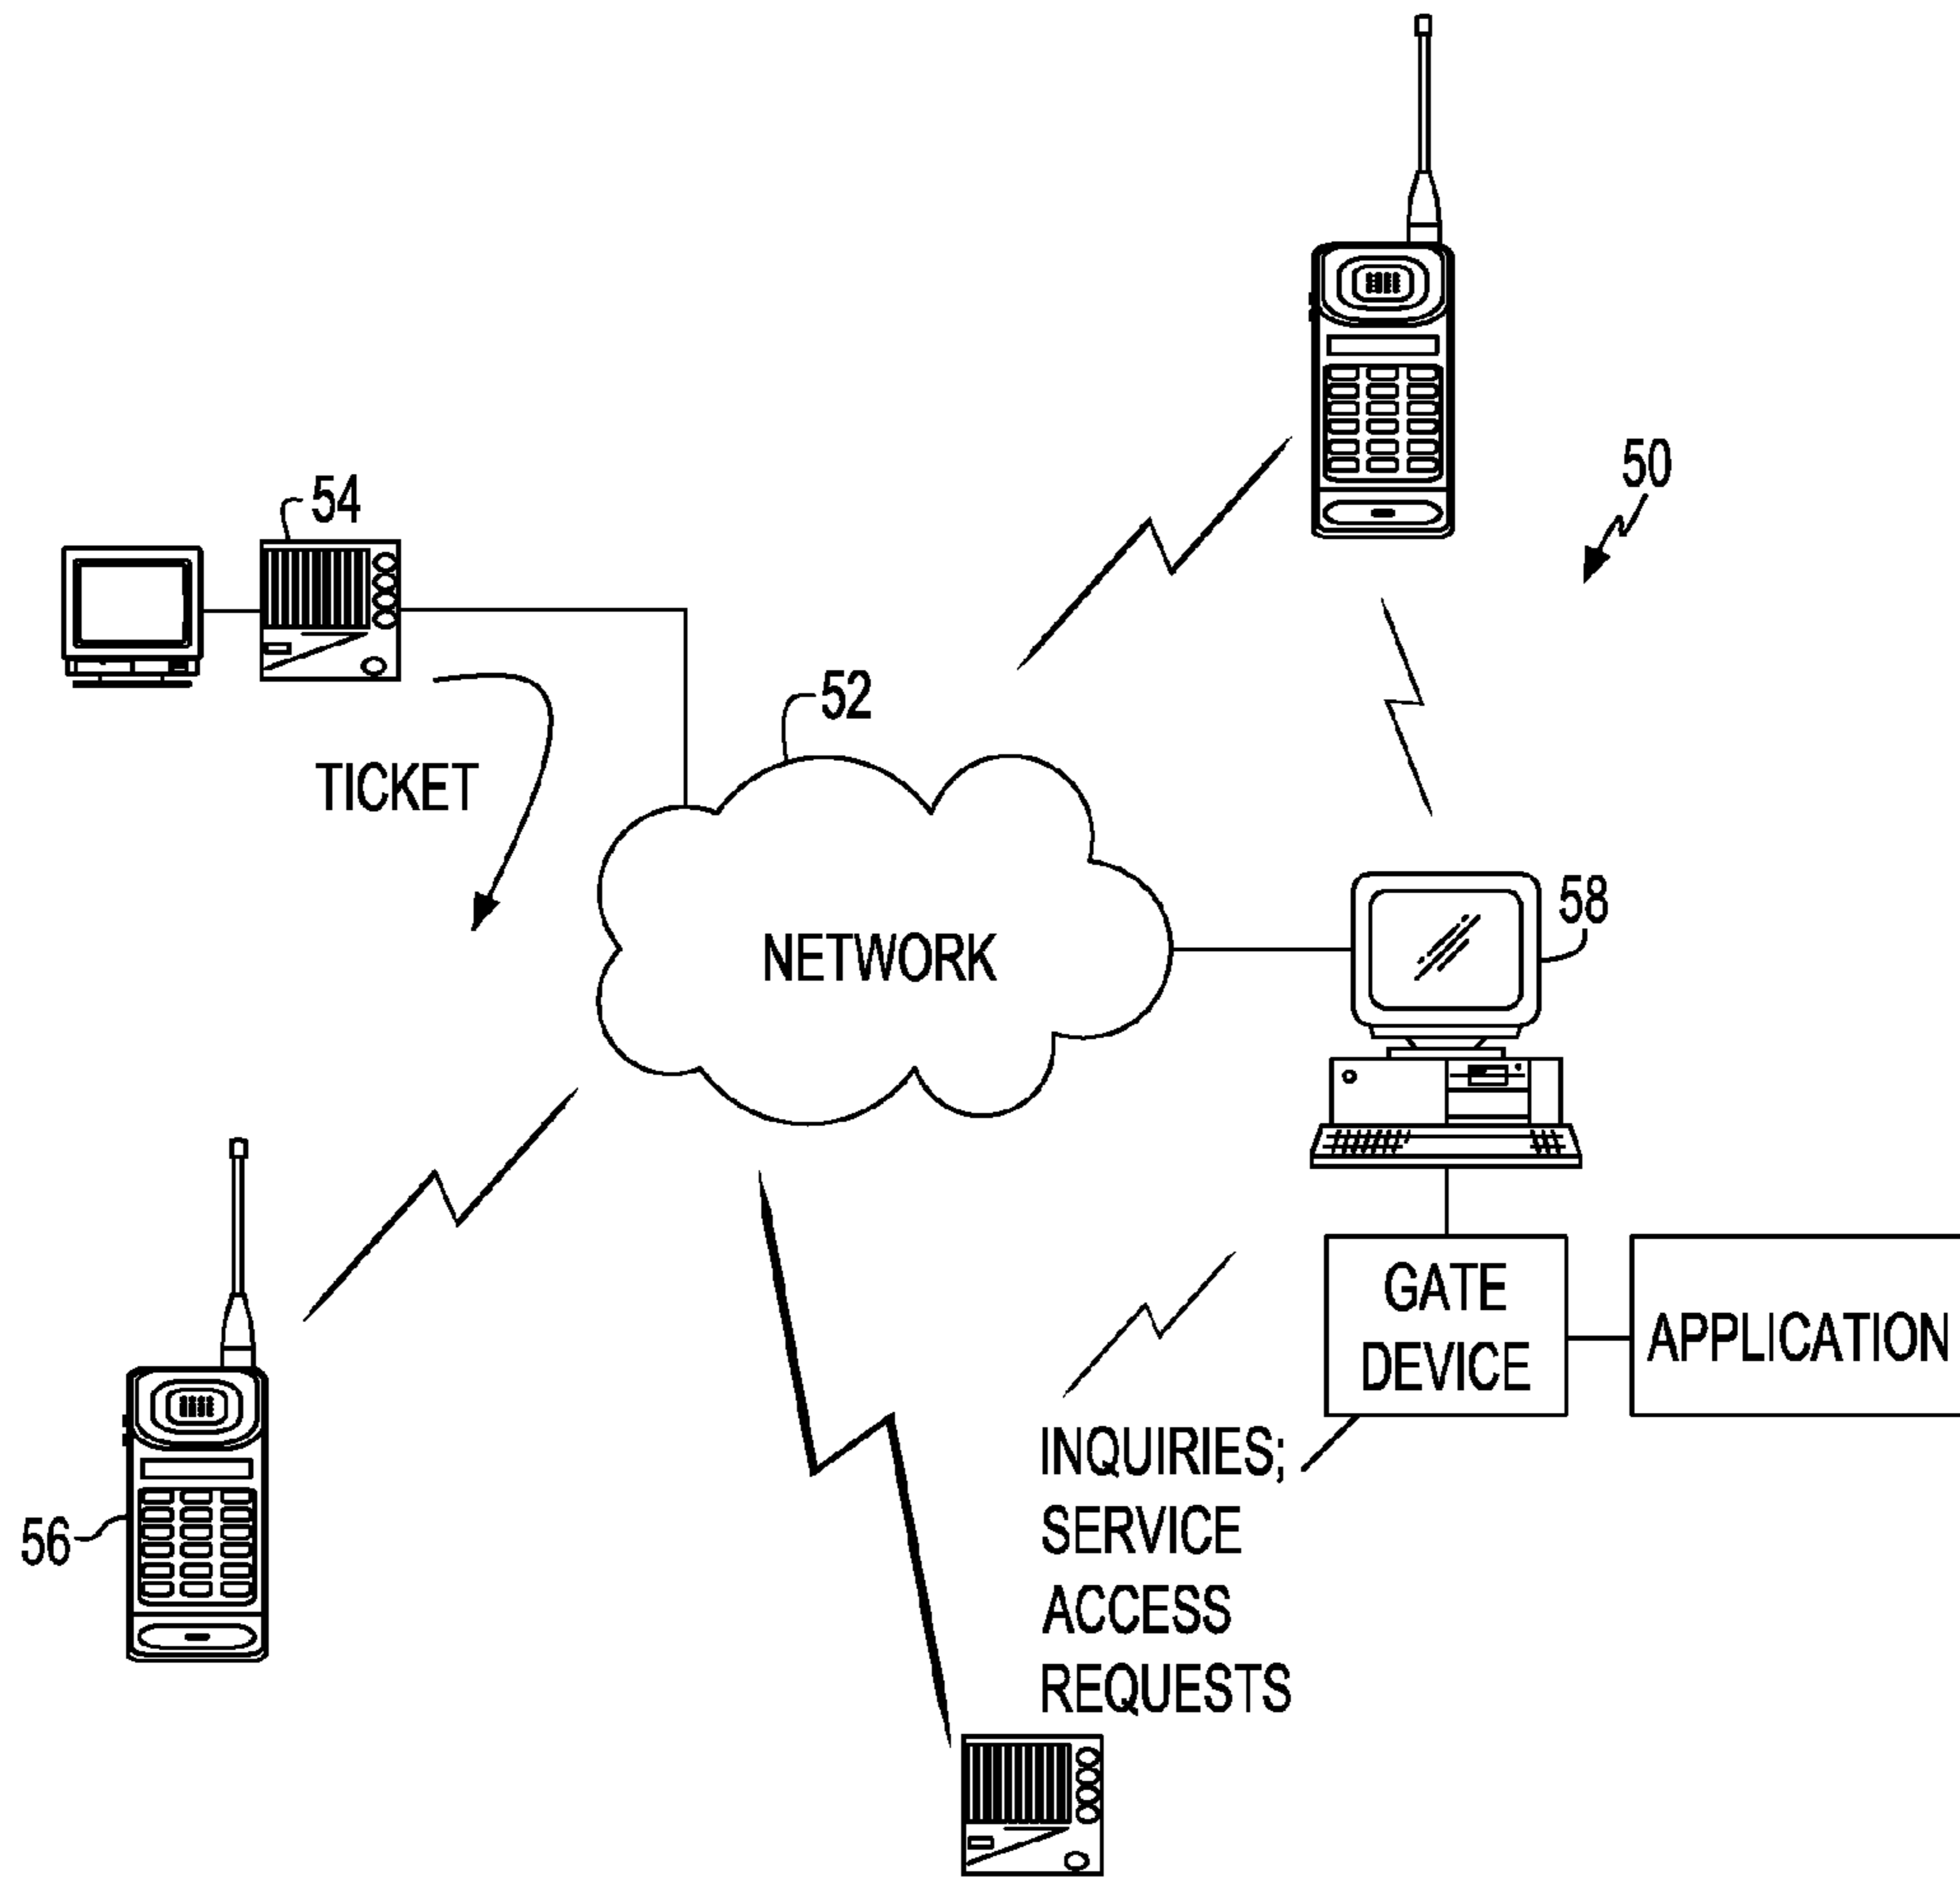 50
54
52
TICKET
58
NETWORK
GATE
DEVICE
APPLICATION
INQUIRIES;
SERVICE
ACCESS
REQUESTS
56